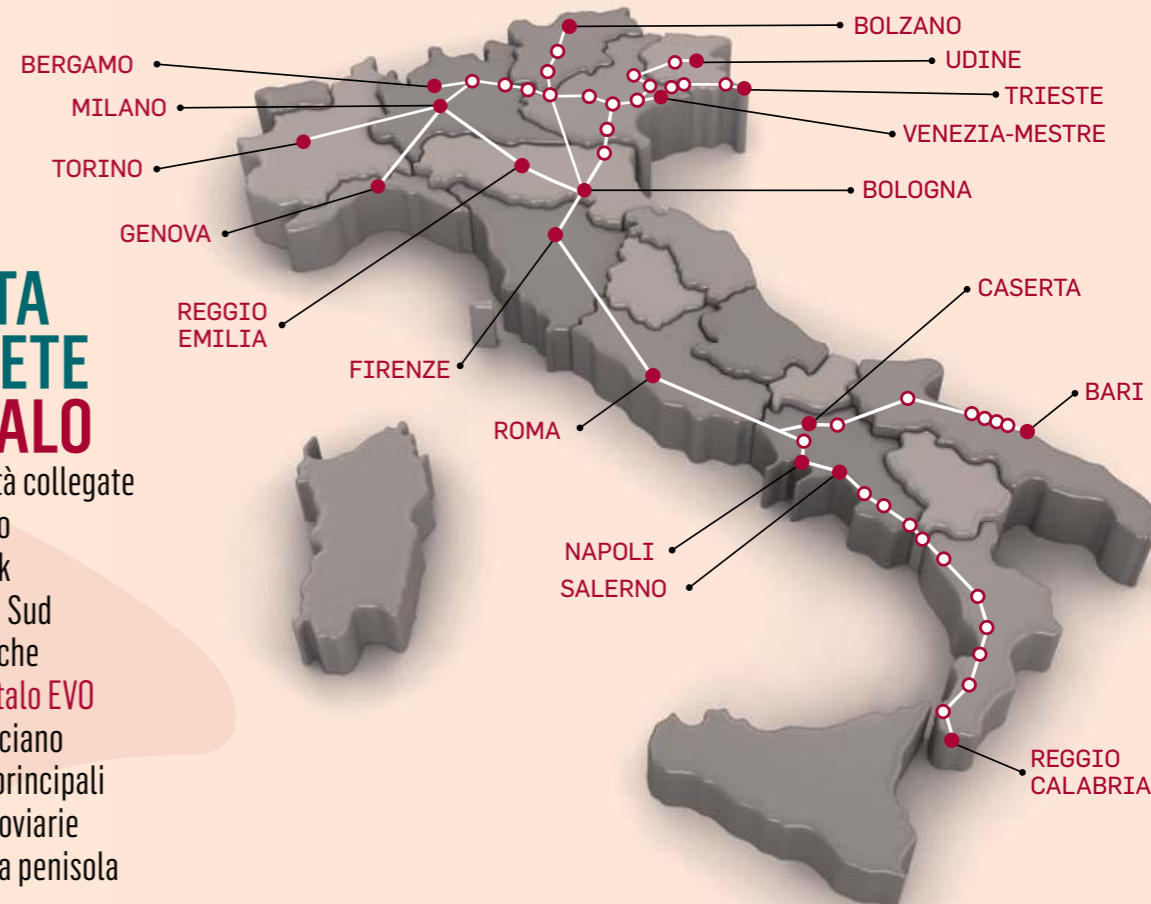 BOLZANO
BERGAMO
UDINE
MILANO
TRIESTE
VENEZIA-MESTRE
TORINO
BOLOGNA
GENOVA
TA
ETE
ALO
CASERTA
REGGIO
EMILIA
FIRENZE
BARI
ROMA
tà collegate
o
k
Sud
che
talo EVO
ciano
principali
oviarie
a penisola
NAPOLI
SALERNO
REGGIO
CALABRIA